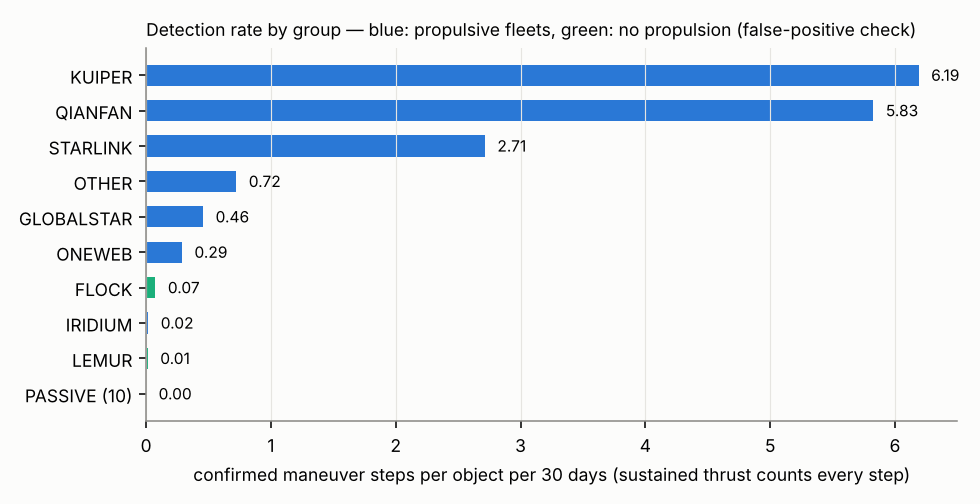 Detection rate by group — blue: propulsive fleets, green: no propulsion (false-positive check)
KUIPER 6.19
QIANFAN 5.83
STARLINK 2.71
OTHER 0.72
GLOBALSTAR 0.46
ONEWEB 0.29
FLOCK 0.07
IRIDIUM 0.02
LEMUR 0.01
PASSIVE (10) 0.00
0 1 2 3 4 5 6
confirmed maneuver steps per object per 30 days (sustained thrust counts every step)